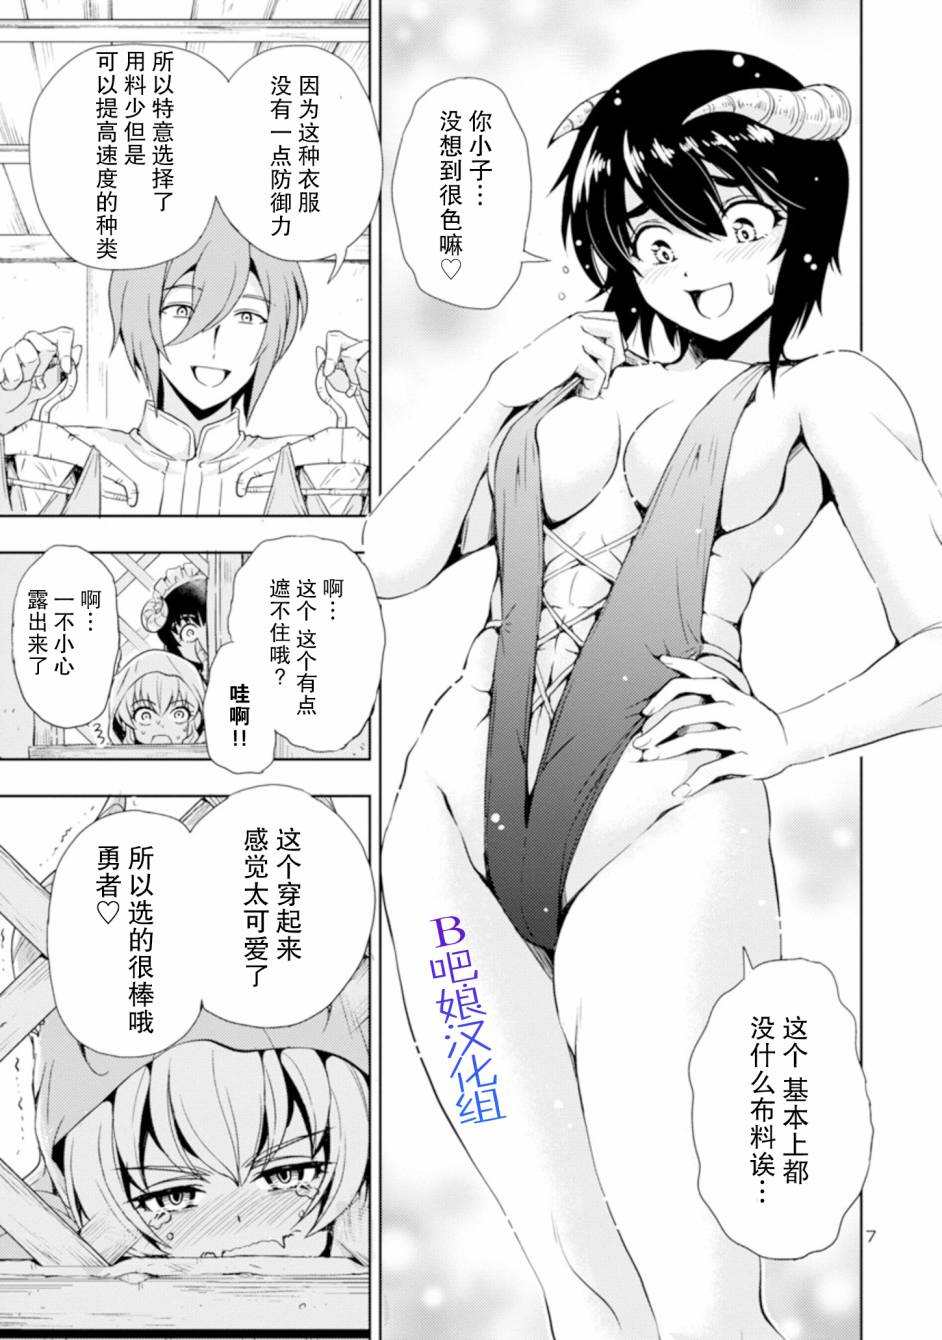 你小子…
没想到很色嘛♡
这个 基本上都
没什么布料诶…
因为这种衣服
没有一点防御力
所以特意选择了
用料少但是
可以提高速度的种类
啊…
这个 这个有点
遮不住哦？
哇啊!!
啊…
一不小心
露出来了
这个穿起来
感觉太可爱了
所以选的很棒哦
勇者♡
B吧娘汉化组
7